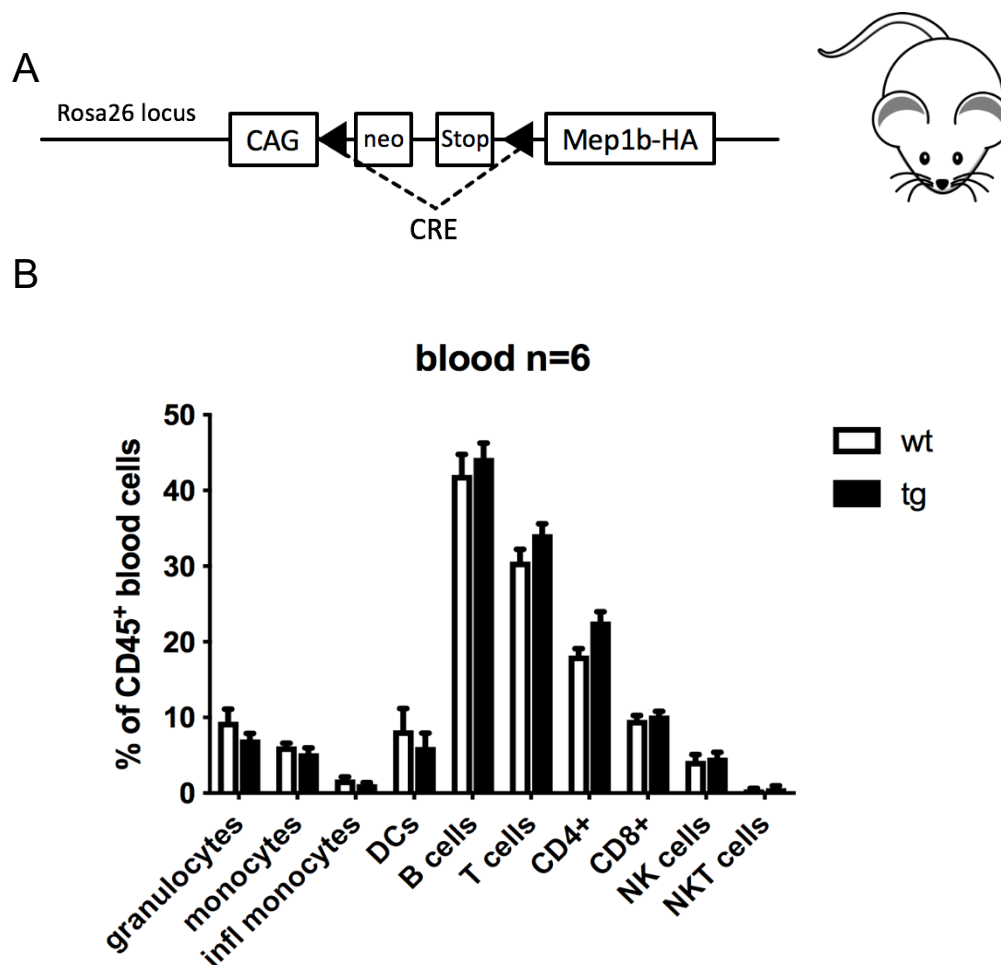 A
Rosa26 locus
CAG
neo
Stop
Mep1b-HA
CRE
B
blood n=6
% of CD45⁺ blood cells
50
40
30
20
10
0
wt
tg
granulocytes
monocytes
infl monocytes
DCs
B cells
T cells
CD4+
CD8+
NK cells
NKT cells